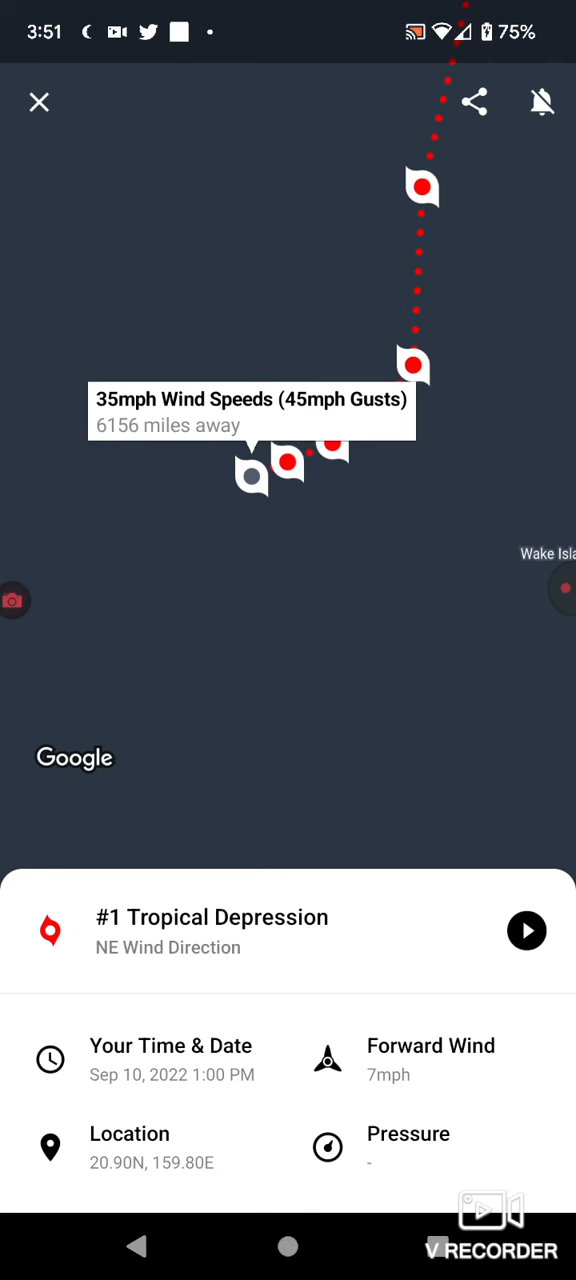 3:51
75%
35mph Wind Speeds (45mph Gusts)
6156 miles away
Wake Isla
Google
#1 Tropical Depression
NE Wind Direction
Your Time & Date
Sep 10, 2022 1:00 PM
Forward Wind
7mph
Location
20.90N, 159.80E
Pressure
-
V RECORDER